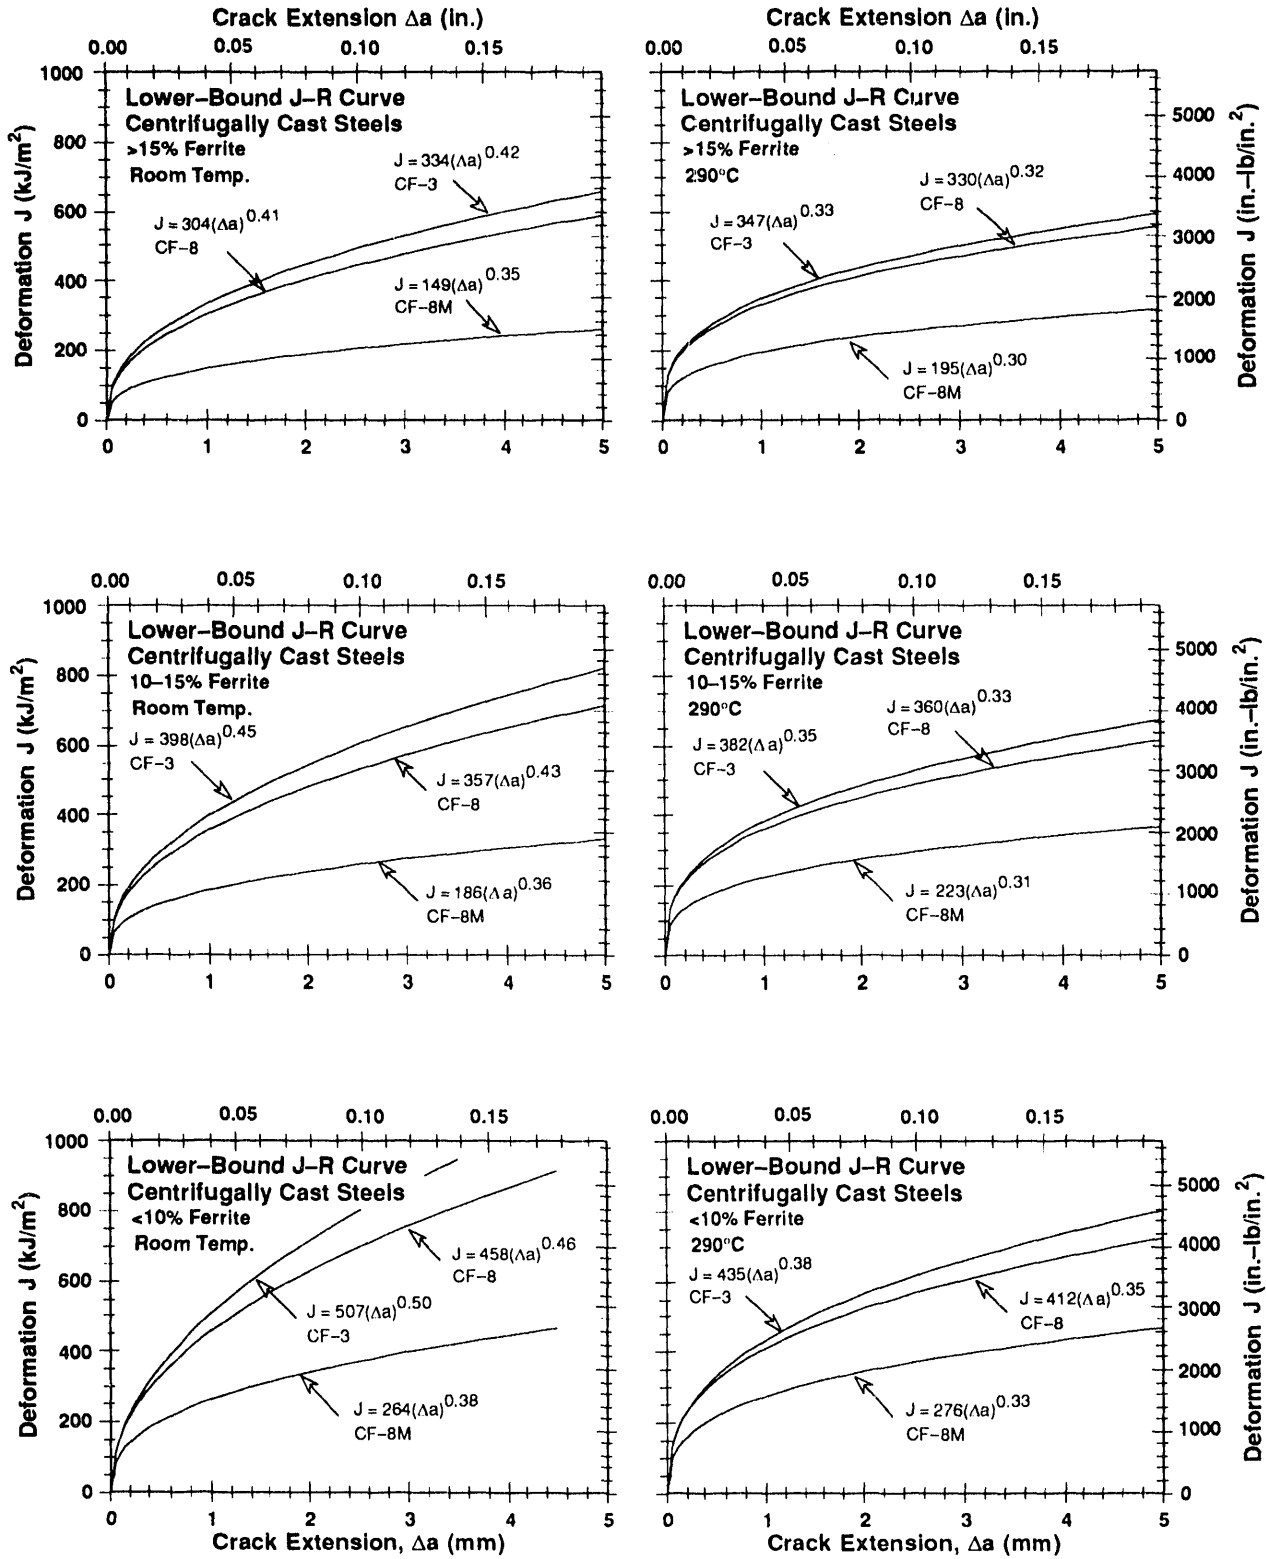 Crack Extension Δa (in.)
0.00 0.05 0.10 0.15
1000
800
600
400
200
0
Deformation J (kJ/m²)
Lower–Bound J–R Curve
Centrifugally Cast Steels
>15% Ferrite
Room Temp.
J = 334(Δa)^0.42
CF–3
J = 304(Δa)^0.41
CF–8
J = 149(Δa)^0.35
CF–8M
0 1 2 3 4 5
Crack Extension Δa (in.)
0.00 0.05 0.10 0.15
Lower–Bound J–R Curve
Centrifugally Cast Steels
>15% Ferrite
290°C
J = 330(Δa)^0.32
CF–8
J = 347(Δa)^0.33
CF–3
J = 195(Δa)^0.30
CF–8M
5000
4000
3000
2000
1000
0
Deformation J (in.–lb/in.²)
0 1 2 3 4 5
0.00 0.05 0.10 0.15
1000
800
600
400
200
0
Deformation J (kJ/m²)
Lower–Bound J–R Curve
Centrifugally Cast Steels
10–15% Ferrite
Room Temp.
J = 398(Δa)^0.45
CF–3
J = 357(Δa)^0.43
CF–8
J = 186(Δa)^0.36
CF–8M
0 1 2 3 4 5
0.00 0.05 0.10 0.15
Lower–Bound J–R Curve
Centrifugally Cast Steels
10–15% Ferrite
290°C
J = 360(Δa)^0.33
CF–8
J = 382(Δa)^0.35
CF–3
J = 223(Δa)^0.31
CF–8M
5000
4000
3000
2000
1000
0
Deformation J (in.–lb/in.²)
0 1 2 3 4 5
0.00 0.05 0.10 0.15
1000
800
600
400
200
0
Deformation J (kJ/m²)
Lower–Bound J–R Curve
Centrifugally Cast Steels
<10% Ferrite
Room Temp.
J = 458(Δa)^0.46
CF–8
J = 507(Δa)^0.50
CF–3
J = 264(Δa)^0.38
CF–8M
0 1 2 3 4 5
Crack Extension, Δa (mm)
0.00 0.05 0.10 0.15
Lower–Bound J–R Curve
Centrifugally Cast Steels
<10% Ferrite
290°C
J = 435(Δa)^0.38
CF–3
J = 412(Δa)^0.35
CF–8
J = 276(Δa)^0.33
CF–8M
5000
4000
3000
2000
1000
0
Deformation J (in.–lb/in.²)
0 1 2 3 4 5
Crack Extension, Δa (mm)